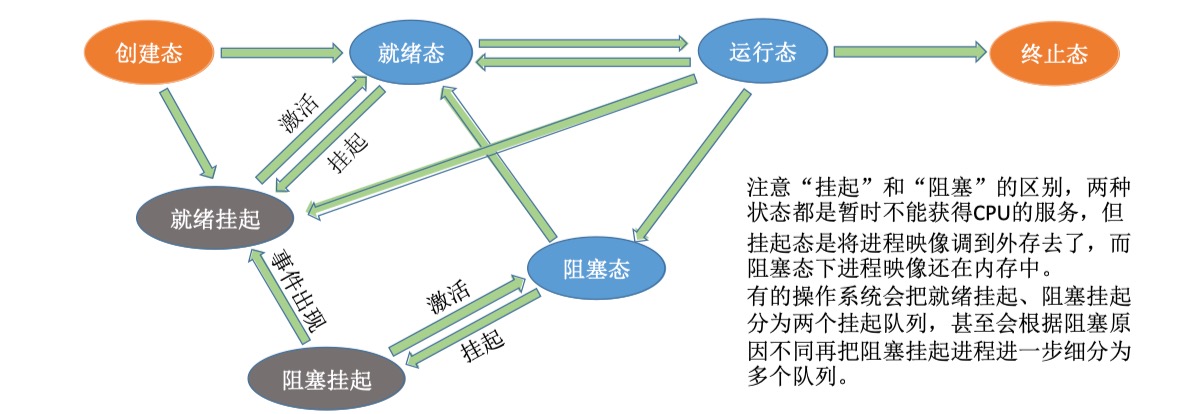 创建态
就绪态
运行态
终止态
激活
挂起
就绪挂起
事件出现
阻塞态
激活
挂起
阻塞挂起
注意“挂起”和“阻塞”的区别，两种
状态都是暂时不能获得CPU的服务，但
挂起态是将进程映像调到外存去了，而
阻塞态下进程映像还在内存中。
有的操作系统会把就绪挂起、阻塞挂起
分为两个挂起队列，甚至会根据阻塞原
因不同再把阻塞挂起进程进一步细分为
多个队列。